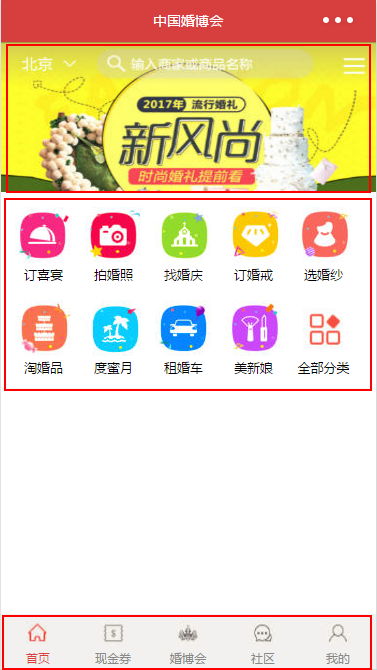 中国婚博会
北京
输入商家或商品名称
2017年 流行婚礼
新风尚
时尚婚礼提前看
订喜宴 拍婚照 找婚庆 订婚戒 选婚纱
淘婚品 度蜜月 租婚车 美新娘 全部分类
首页 现金券 婚博会 社区 我的